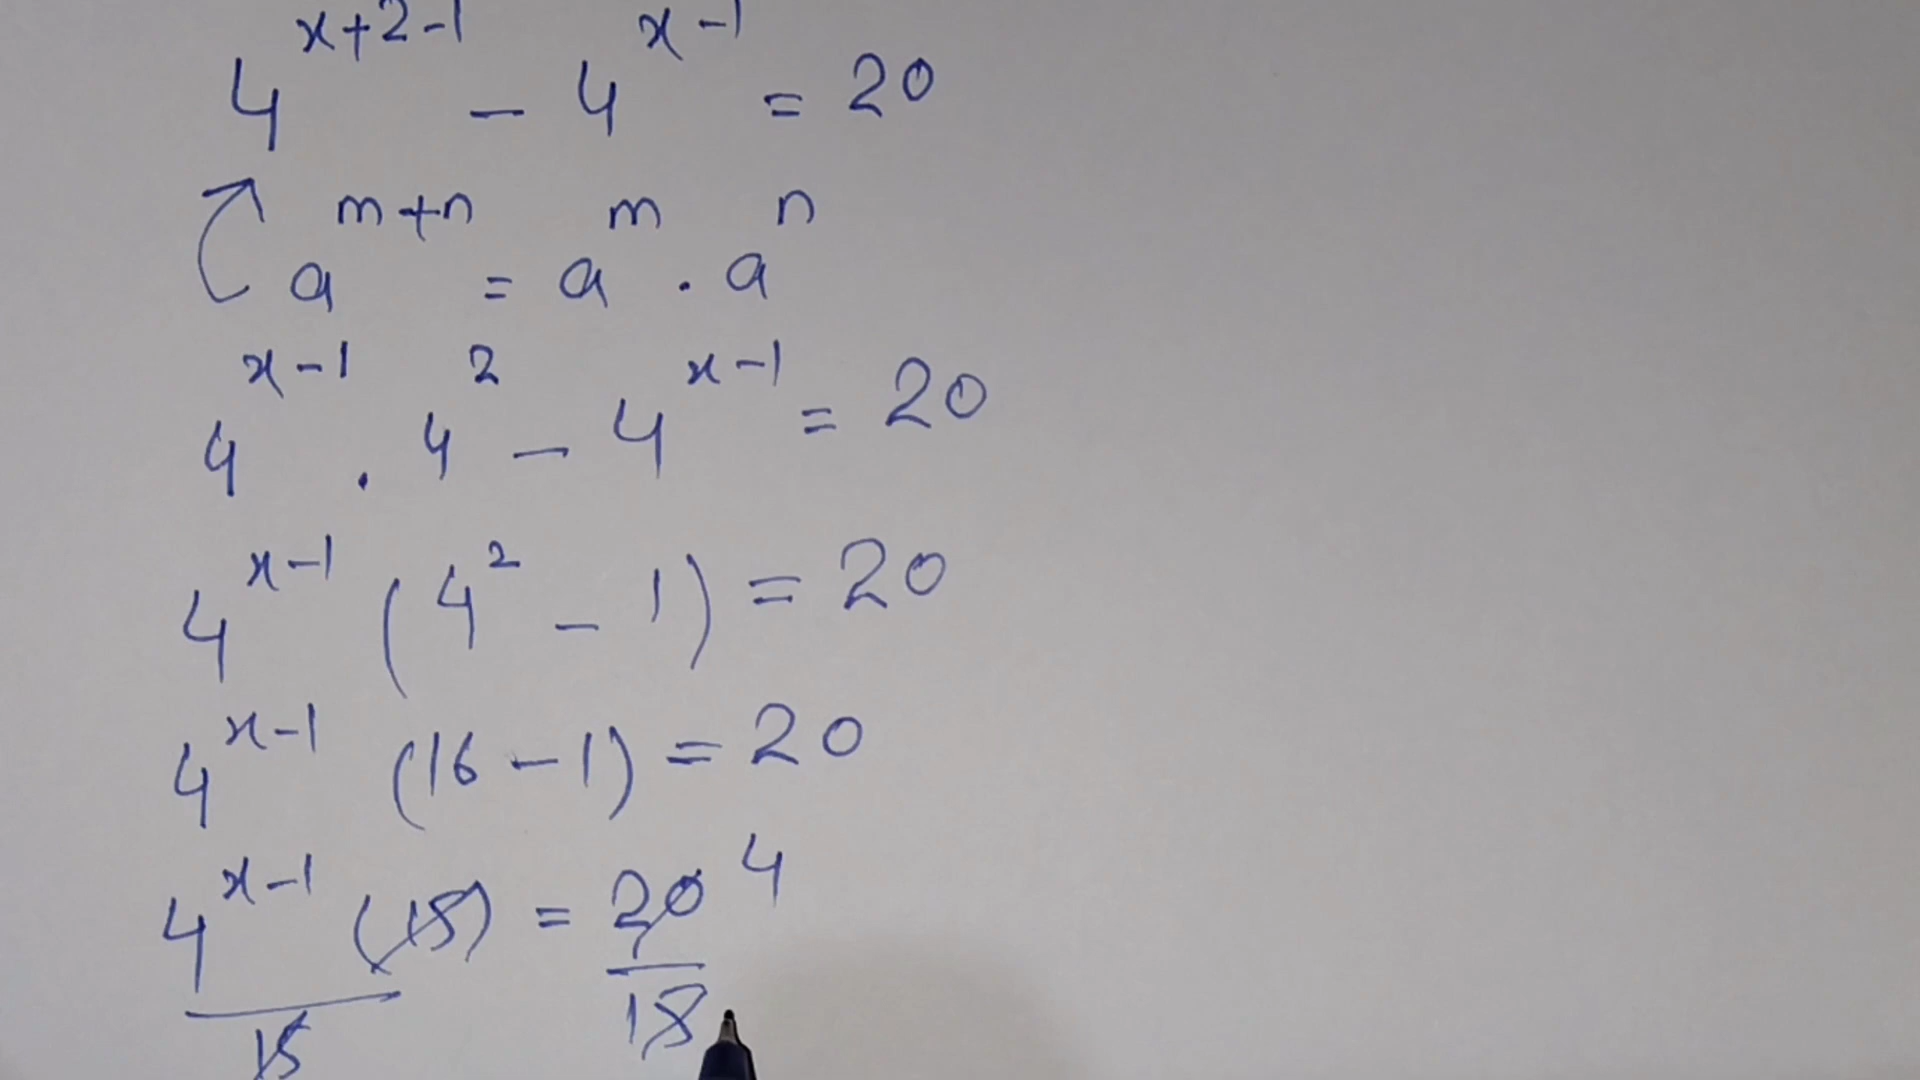 4^{x+2-1} - 4^{x-1} = 20
a^{m+n} = a^m . a^n
4^{x-1} . 4^2 - 4^{x-1} = 20
4^{x-1} (4^2 - 1) = 20
4^{x-1} (16 - 1) = 20
4^{x-1} (15) = 20 4
15 15